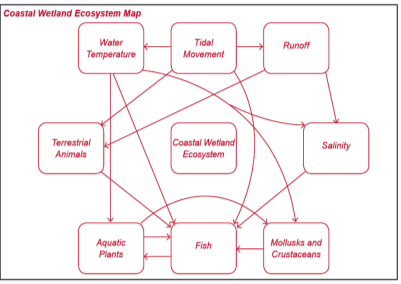 Coastal Wetland Ecosystem Map
Water
Temperature
Tidal
Movement
Runoff
Terrestrial
Animals
Coastal Wetland
Ecosystem
Salinity
Aquatic
Plants
Fish
Mollusks and
Crustaceans